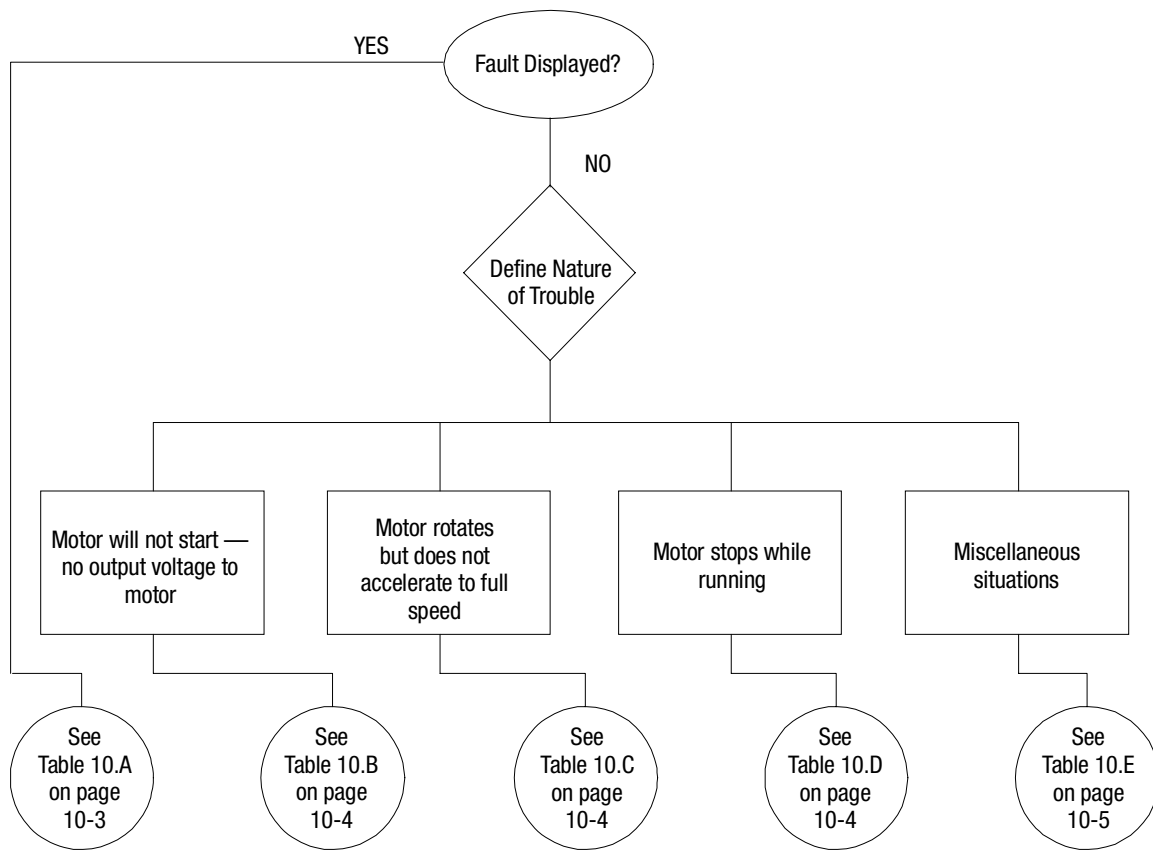 YES
Fault Displayed?
NO
Define Nature
of Trouble
Motor will not start —
no output voltage to
motor
Motor rotates
but does not
accelerate to full
speed
Motor stops while
running
Miscellaneous
situations
See
Table 10.A
on page
10-3
See
Table 10.B
on page
10-4
See
Table 10.C
on page
10-4
See
Table 10.D
on page
10-4
See
Table 10.E
on page
10-5